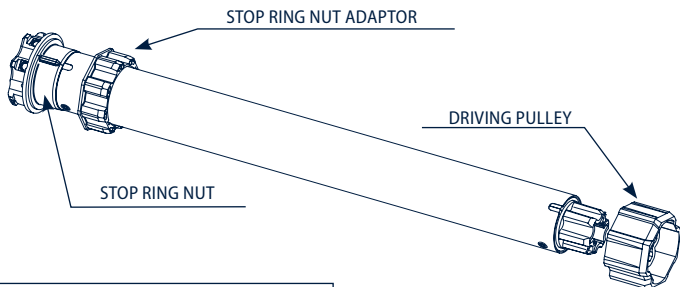 STOP RING NUT ADAPTOR
DRIVING PULLEY
STOP RING NUT